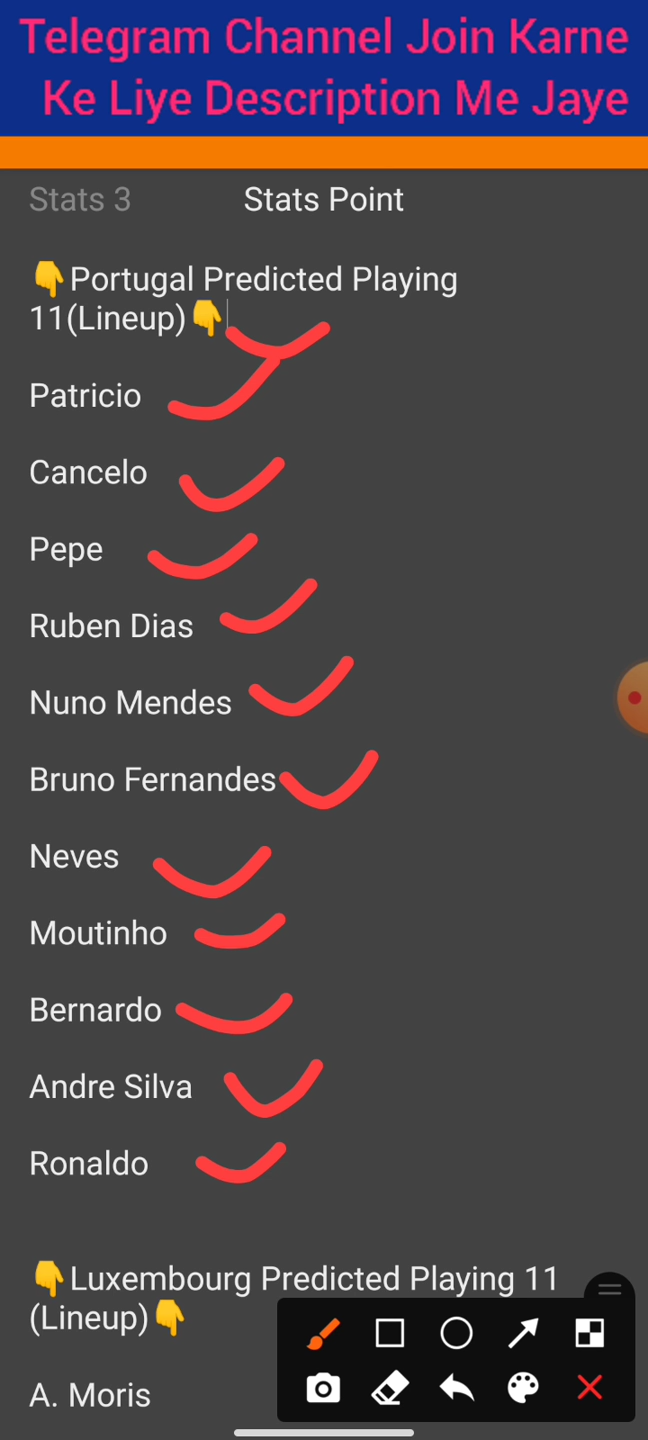 Telegram Channel Join Karne
Ke Liye Description Me Jaye
Stats 3 Stats Point
👇Portugal Predicted Playing
11(Lineup)👇
Patricio
Cancelo
Pepe
Ruben Dias
Nuno Mendes
Bruno Fernandes
Neves
Moutinho
Bernardo
Andre Silva
Ronaldo
👇Luxembourg Predicted Playing 11
(Lineup)👇
A. Moris